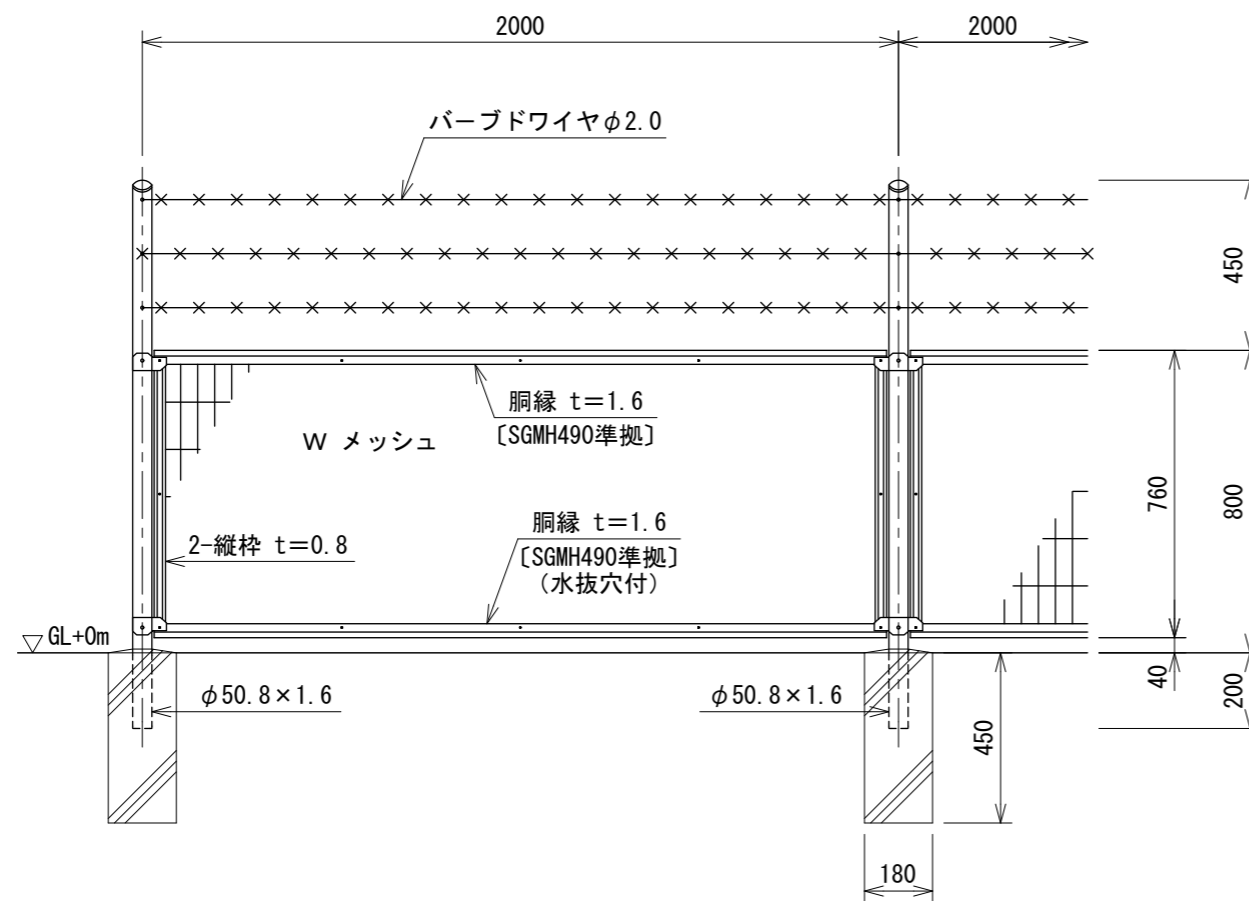 2000
2000
バーブドワイヤφ2.0
450
胴縁 t＝1.6
〔SGMH490準拠〕
W メッシュ
760
800
胴縁 t＝1.6
〔SGMH490準拠〕
（水抜穴付）
2-縦枠 t＝0.8
GL+0m
40
200
φ50.8×1.6
φ50.8×1.6
450
180